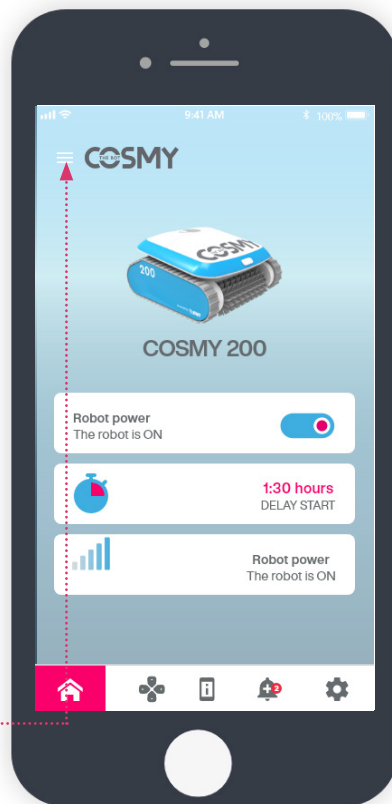 9:41 AM
100%
COSMY
THE BOT
COSMY
200
COSMY 200
Robot power
The robot is ON
1:30 hours
DELAY START
Robot power
The robot is ON
2